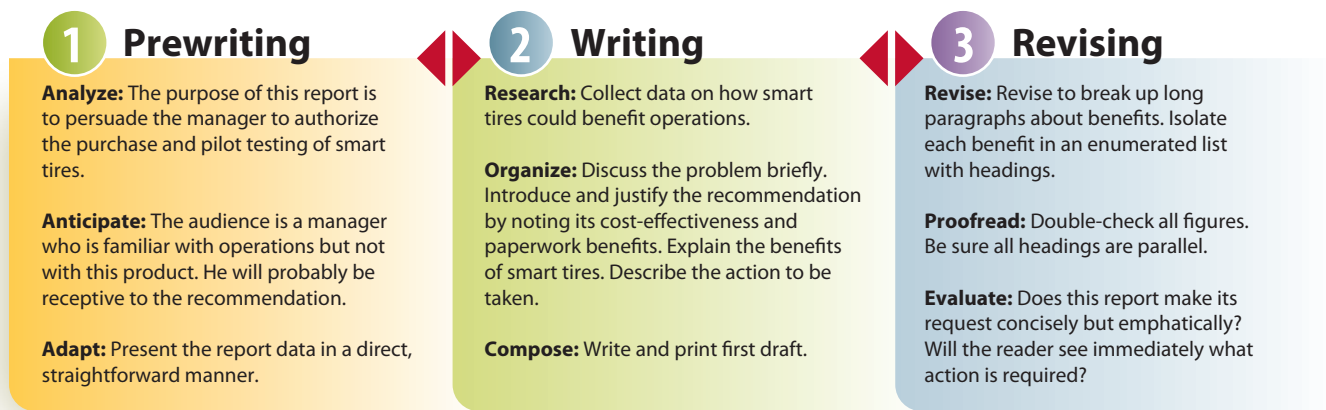 1 Prewriting
Analyze: The purpose of this report is
to persuade the manager to authorize
the purchase and pilot testing of smart
tires.
Anticipate: The audience is a manager
who is familiar with operations but not
with this product. He will probably be
receptive to the recommendation.
Adapt: Present the report data in a direct,
straightforward manner.
2 Writing
Research: Collect data on how smart
tires could benefit operations.
Organize: Discuss the problem briefly.
Introduce and justify the recommendation
by noting its cost-effectiveness and
paperwork benefits. Explain the benefits
of smart tires. Describe the action to be
taken.
Compose: Write and print first draft.
3 Revising
Revise: Revise to break up long
paragraphs about benefits. Isolate
each benefit in an enumerated list
with headings.
Proofread: Double-check all figures.
Be sure all headings are parallel.
Evaluate: Does this report make its
request concisely but emphatically?
Will the reader see immediately what
action is required?